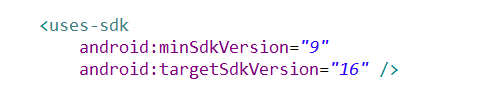 <uses-sdk
android:minSdkVersion="9"
android:targetSdkVersion="16" />